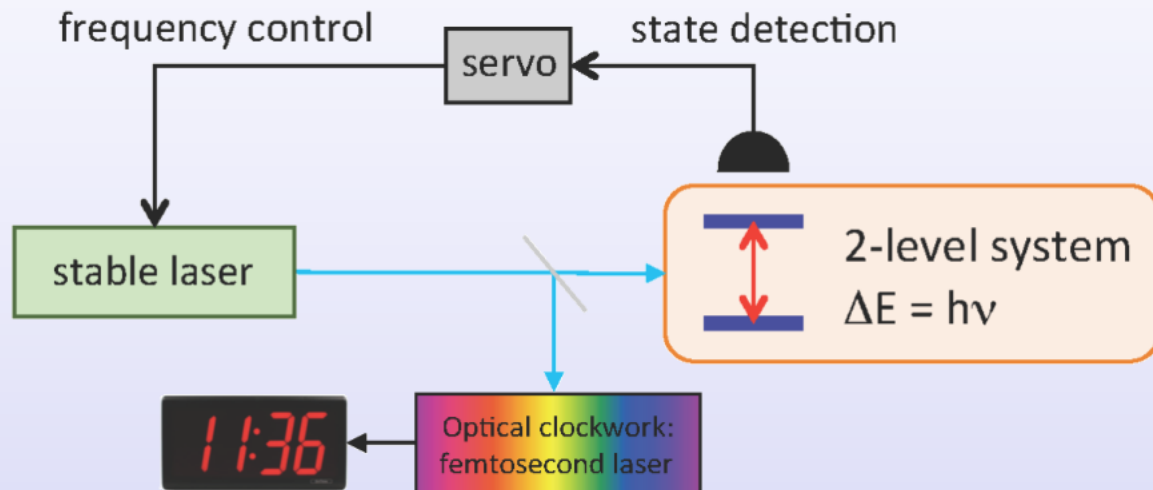 frequency control
servo
state detection
stable laser
2-level system
ΔE = hν
11:36
Optical clockwork:
femtosecond laser